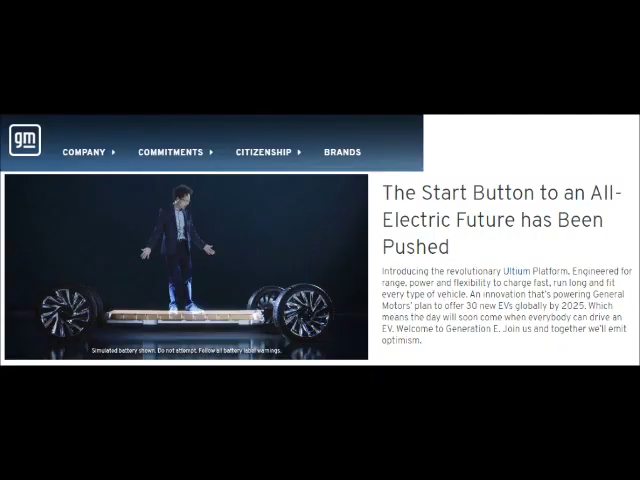 gm
COMPANY
COMMITMENTS
CITIZENSHIP
BRANDS
The Start Button to an All-
Electric Future has Been
Pushed
Introducing the revolutionary Ultium Platform. Engineered for
range, power and flexibility to charge fast, run long and fit
every type of vehicle. An innovation that's powering General
Motors' plan to offer 30 new EVs globally by 2025. Which
means the day will soon come when everybody can drive an
EV. Welcome to Generation E. Join us and together we'll emit
optimism.
Simulated battery shown. Do not attempt. Follow all battery label warnings.